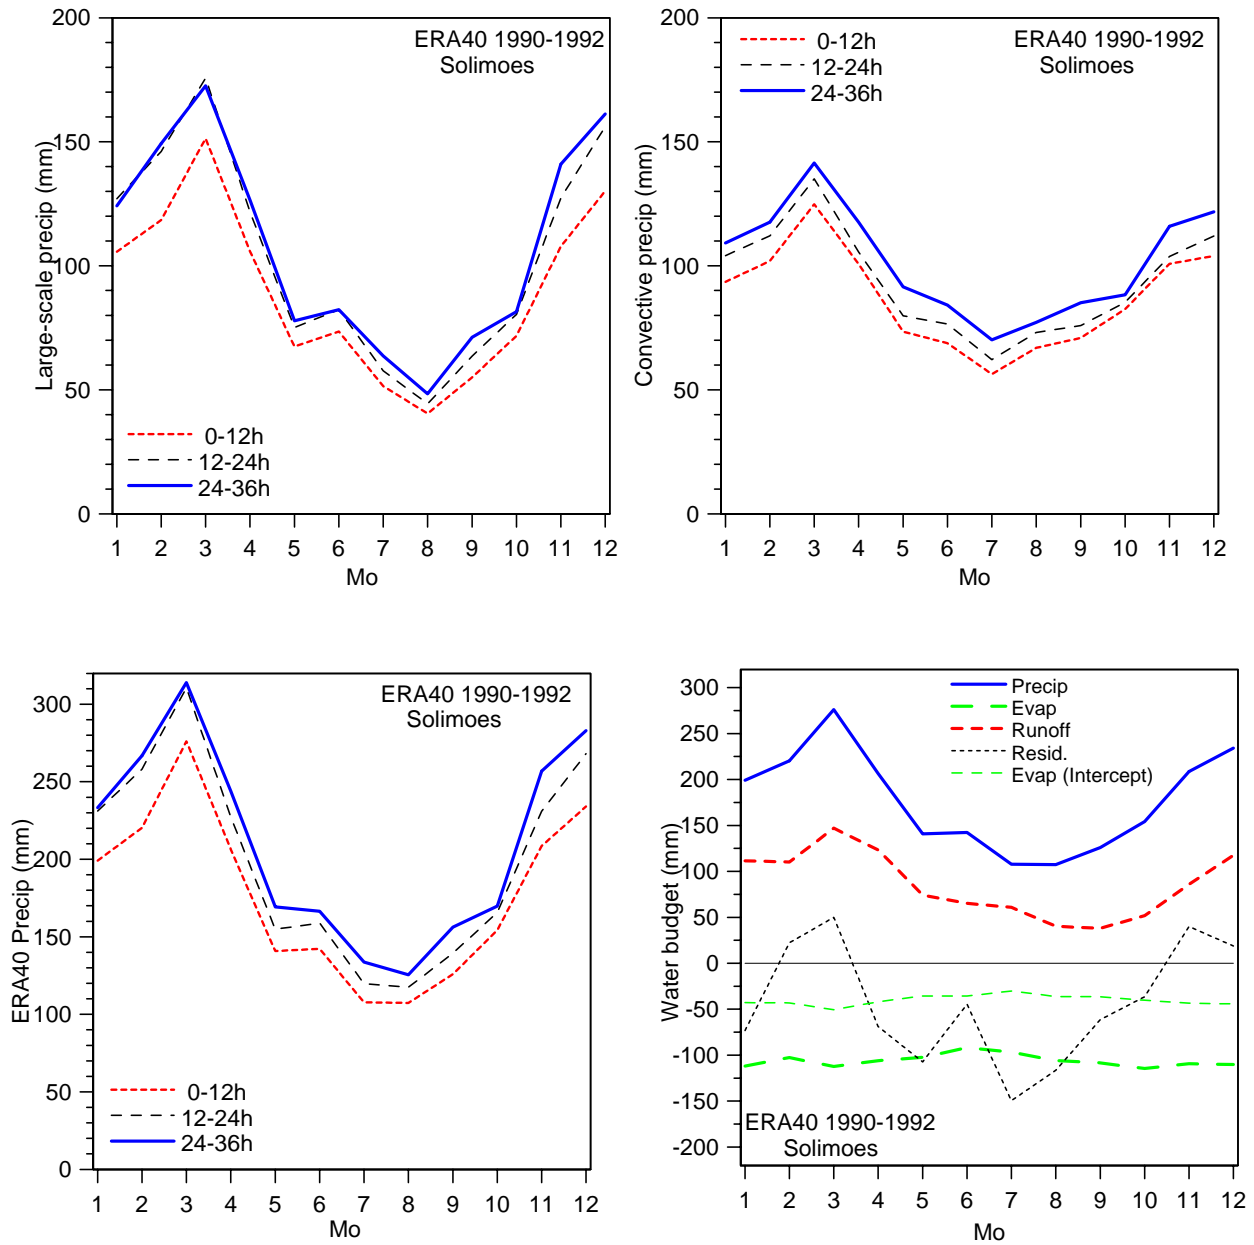 200
150
100
50
0
Large-scale precip (mm)
ERA40 1990-1992
Solimoes
0-12h
12-24h
24-36h
1 2 3 4 5 6 7 8 9 10 11 12
Mo
200
150
100
50
0
Convective precip (mm)
0-12h
12-24h
24-36h
ERA40 1990-1992
Solimoes
1 2 3 4 5 6 7 8 9 10 11 12
Mo
300
250
200
150
100
50
0
ERA40 Precip (mm)
ERA40 1990-1992
Solimoes
0-12h
12-24h
24-36h
1 2 3 4 5 6 7 8 9 10 11 12
Mo
300
250
200
150
100
50
0
-50
-100
-150
-200
Water budget (mm)
Precip
Evap
Runoff
Resid.
Evap (Intercept)
ERA40 1990-1992
Solimoes
1 2 3 4 5 6 7 8 9 10 11 12
Mo